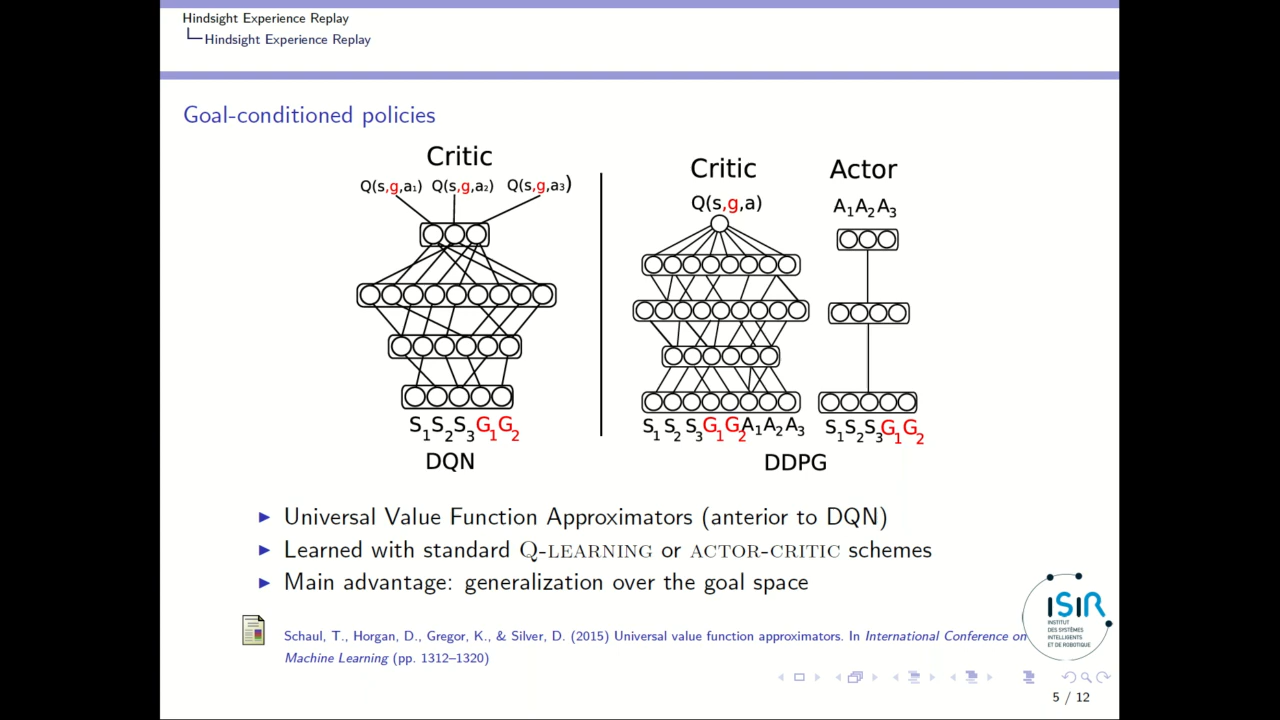 Hindsight Experience Replay
Hindsight Experience Replay
Goal-conditioned policies
Critic
Q(s,g,a₁) Q(s,g,a₂) Q(s,g,a₃)
S₁S₂S₃G₁G₂
DQN
Critic
Q(s,g,a)
S₁ S₂ S₃G₁G₂A₁A₂A₃
Actor
A₁A₂A₃
S₁S₂S₃G₁G₂
DDPG
Universal Value Function Approximators (anterior to DQN)
Learned with standard Q-LEARNING or ACTOR-CRITIC schemes
Main advantage: generalization over the goal space
Schaul, T., Horgan, D., Gregor, K., & Silver, D. (2015) Universal value function approximators. In International Conference on
Machine Learning (pp. 1312–1320)
ISIR
INSTITUT
DES SYSTÈMES
INTELLIGENTS
ET DE ROBOTIQUE
5 / 12